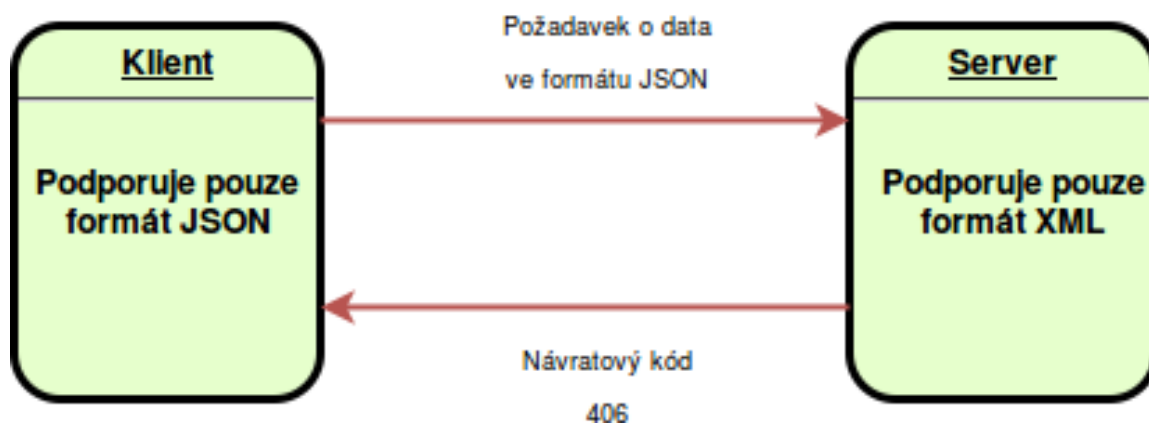 Klient
Podporuje pouze
formát JSON
Požadavek o data
ve formátu JSON
Návratový kód
406
Server
Podporuje pouze
formát XML